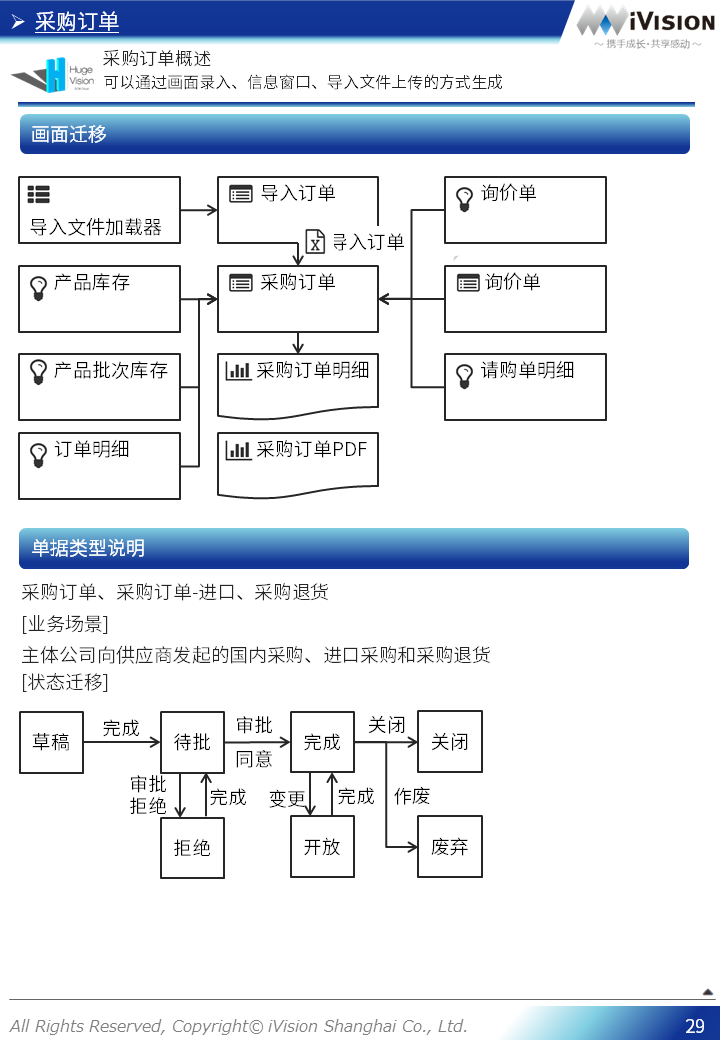 采购订单
iVision
～ 携手成长·共享感动 ～
Huge
Vision
采购订单概述
可以通过画面录入、信息窗口、导入文件上传的方式生成
画面迁移
导入文件加载器
导入订单
询价单
导入订单
产品库存
采购订单
询价单
产品批次库存
采购订单明细
请购单明细
订单明细
采购订单PDF
单据类型说明
采购订单、采购订单-进口、采购退货
[业务场景]
主体公司向供应商发起的国内采购、进口采购和采购退货
[状态迁移]
草稿
完成
待批
审批
同意
完成
关闭
关闭
审批
拒绝
完成
变更
完成
作废
拒绝
开放
废弃
All Rights Reserved, Copyright© iVision Shanghai Co., Ltd.
29